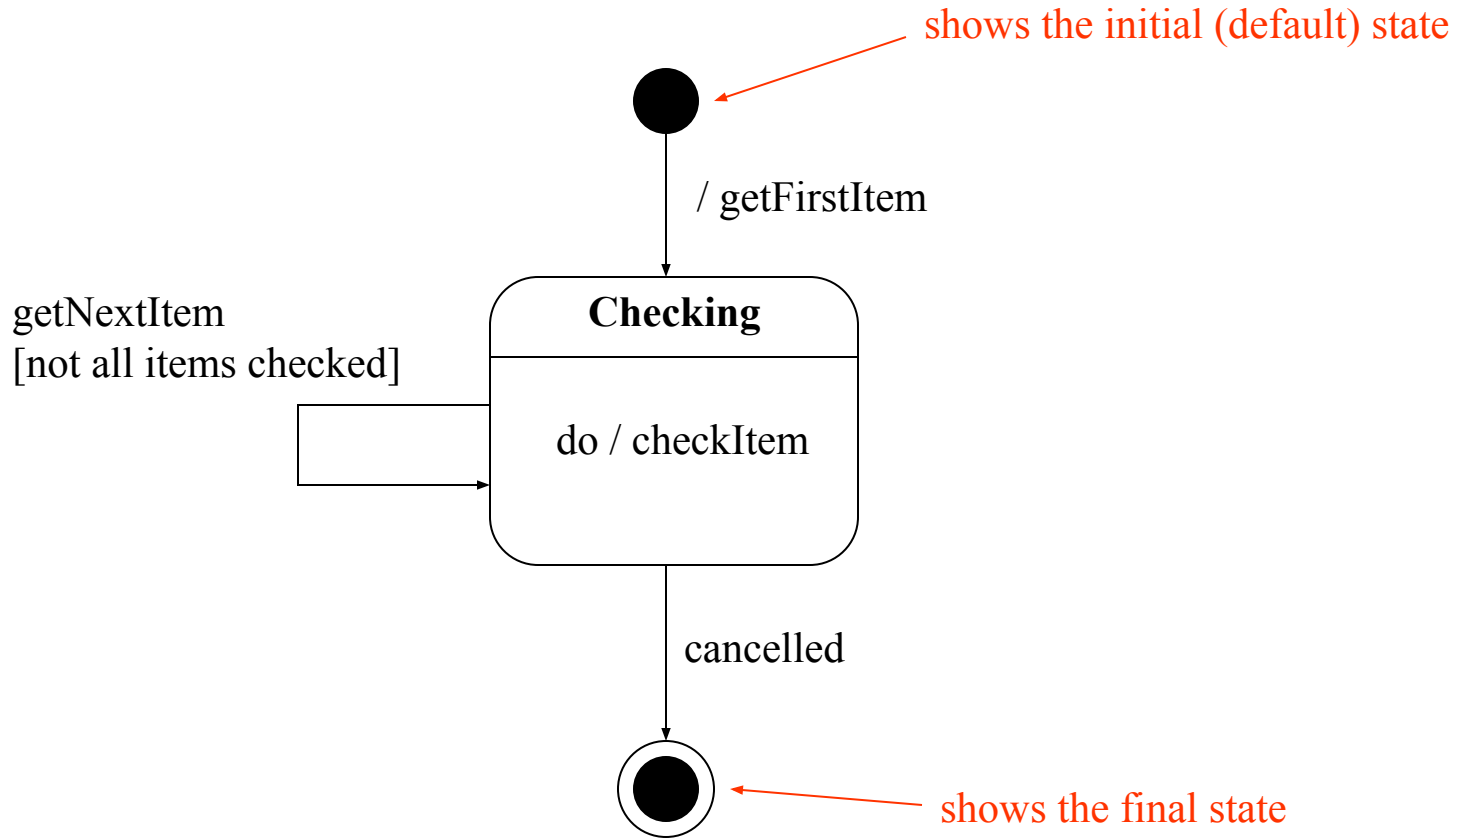 shows the initial (default) state
/ getFirstItem
getNextItem
[not all items checked]
Checking
do / checkItem
cancelled
shows the final state